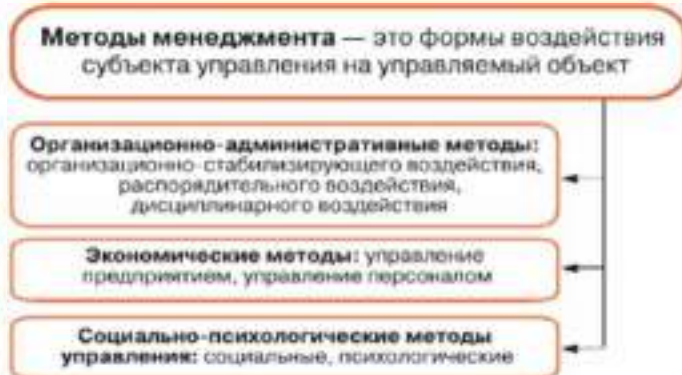 Методы менеджмента — это формы воздействия
субъекта управления на управляемый объект
Организационно-административные методы:
организационно-стабилизирующего воздействия,
распорядительного воздействия,
дисциплинарного воздействия
Экономические методы: управление
предприятием, управление персоналом
Социально-психологические методы
управления: социальные, психологические